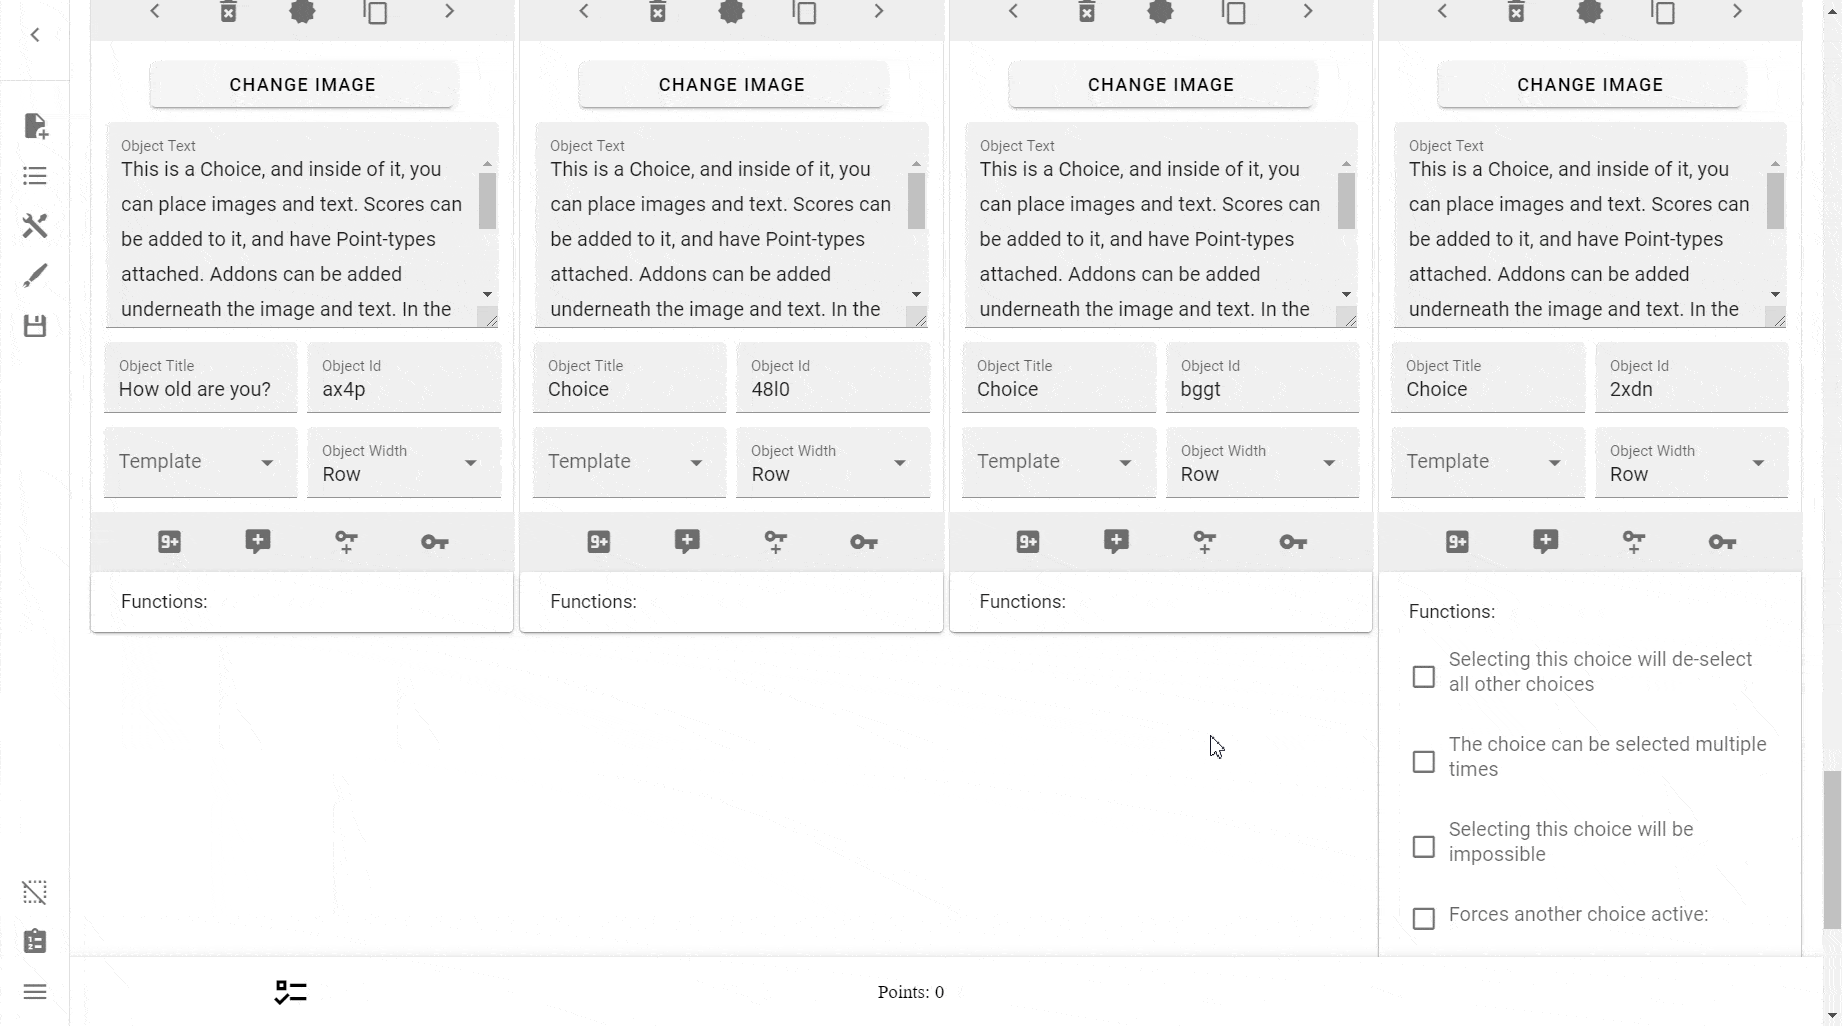 CHANGE IMAGE
Object Text
This is a Choice, and inside of it, you
can place images and text. Scores can
be added to it, and have Point-types
attached. Addons can be added
underneath the image and text. In the
Object Title
How old are you?
Object Id
ax4p
Template
Object Width
Row
9+
Functions:
CHANGE IMAGE
Object Text
This is a Choice, and inside of it, you
can place images and text. Scores can
be added to it, and have Point-types
attached. Addons can be added
underneath the image and text. In the
Object Title
Choice
Object Id
48l0
Template
Object Width
Row
9+
Functions:
CHANGE IMAGE
Object Text
This is a Choice, and inside of it, you
can place images and text. Scores can
be added to it, and have Point-types
attached. Addons can be added
underneath the image and text. In the
Object Title
Choice
Object Id
bggt
Template
Object Width
Row
9+
Functions:
CHANGE IMAGE
Object Text
This is a Choice, and inside of it, you
can place images and text. Scores can
be added to it, and have Point-types
attached. Addons can be added
underneath the image and text. In the
Object Title
Choice
Object Id
2xdn
Template
Object Width
Row
9+
Functions:
Selecting this choice will de-select
all other choices
The choice can be selected multiple
times
Selecting this choice will be
impossible
Forces another choice active:
Points: 0